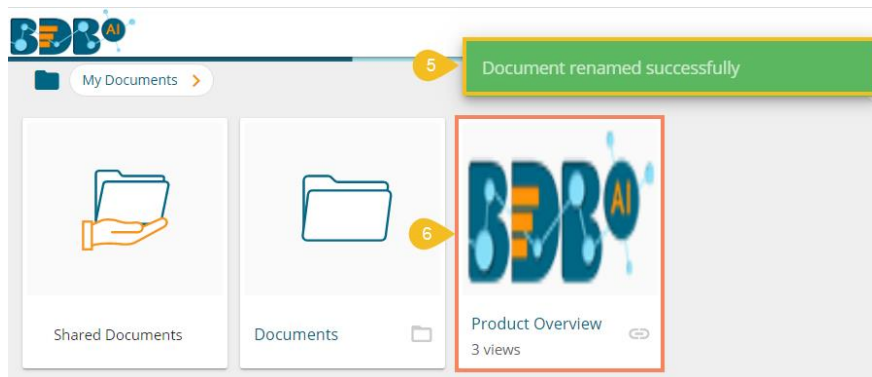 BDB AI
5
Document renamed successfully
My Documents
BDB AI
6
Shared Documents
Documents
Product Overview
3 views